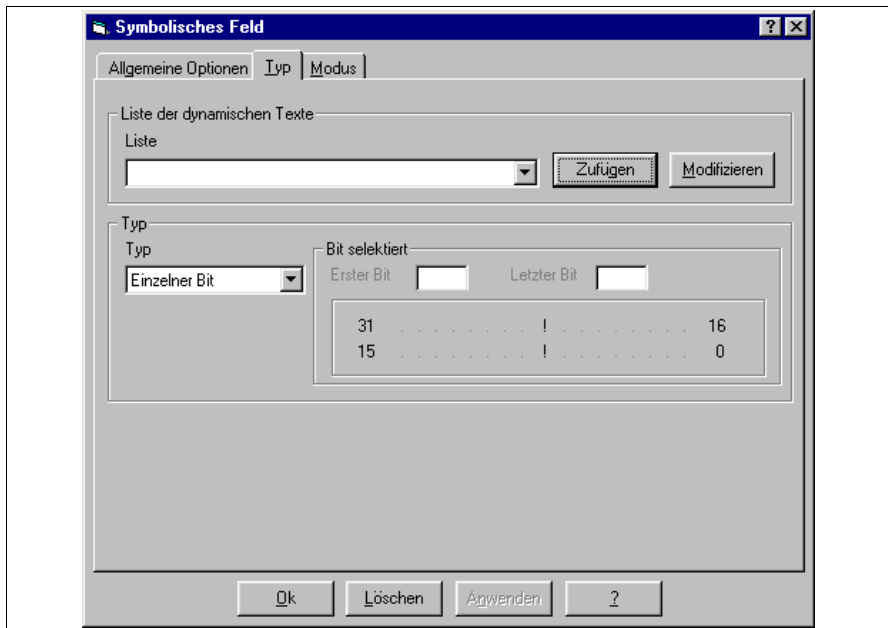 Symbolisches Feld
Allgemeine Optionen Typ Modus
Liste der dynamischen Texte
Liste
Zufügen Modifizieren
Typ
Typ Bit selektiert
Einzelner Bit Erster Bit Letzter Bit
31 . . . . . . . . ! . . . . . . . . 16
15 . . . . . . . . ! . . . . . . . . 0
Ok Löschen Anwenden ?